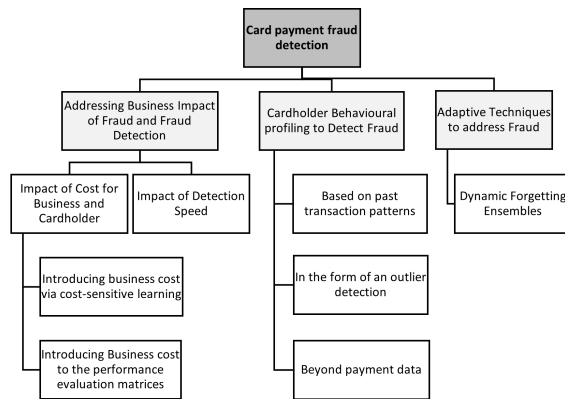 Card payment fraud
detection
Addressing Business Impact
of Fraud and Fraud
Detection
Cardholder Behavioural
profiling to Detect Fraud
Adaptive Techniques
to address Fraud
Impact of Cost for
Business and
Cardholder
Impact of Detection
Speed
Based on past
transaction patterns
Dynamic Forgetting
Ensembles
Introducing business cost
via cost-sensitive learning
In the form of an outlier
detection
Introducing Business cost
to the performance
evaluation matrices
Beyond payment data